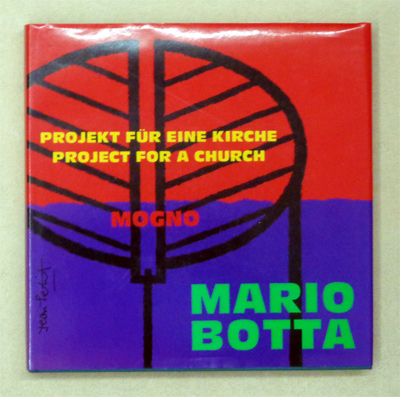 PROJEKT FÜR EINE KIRCHE
PROJECT FOR A CHURCH
MOGNO
MARIO
BOTTA